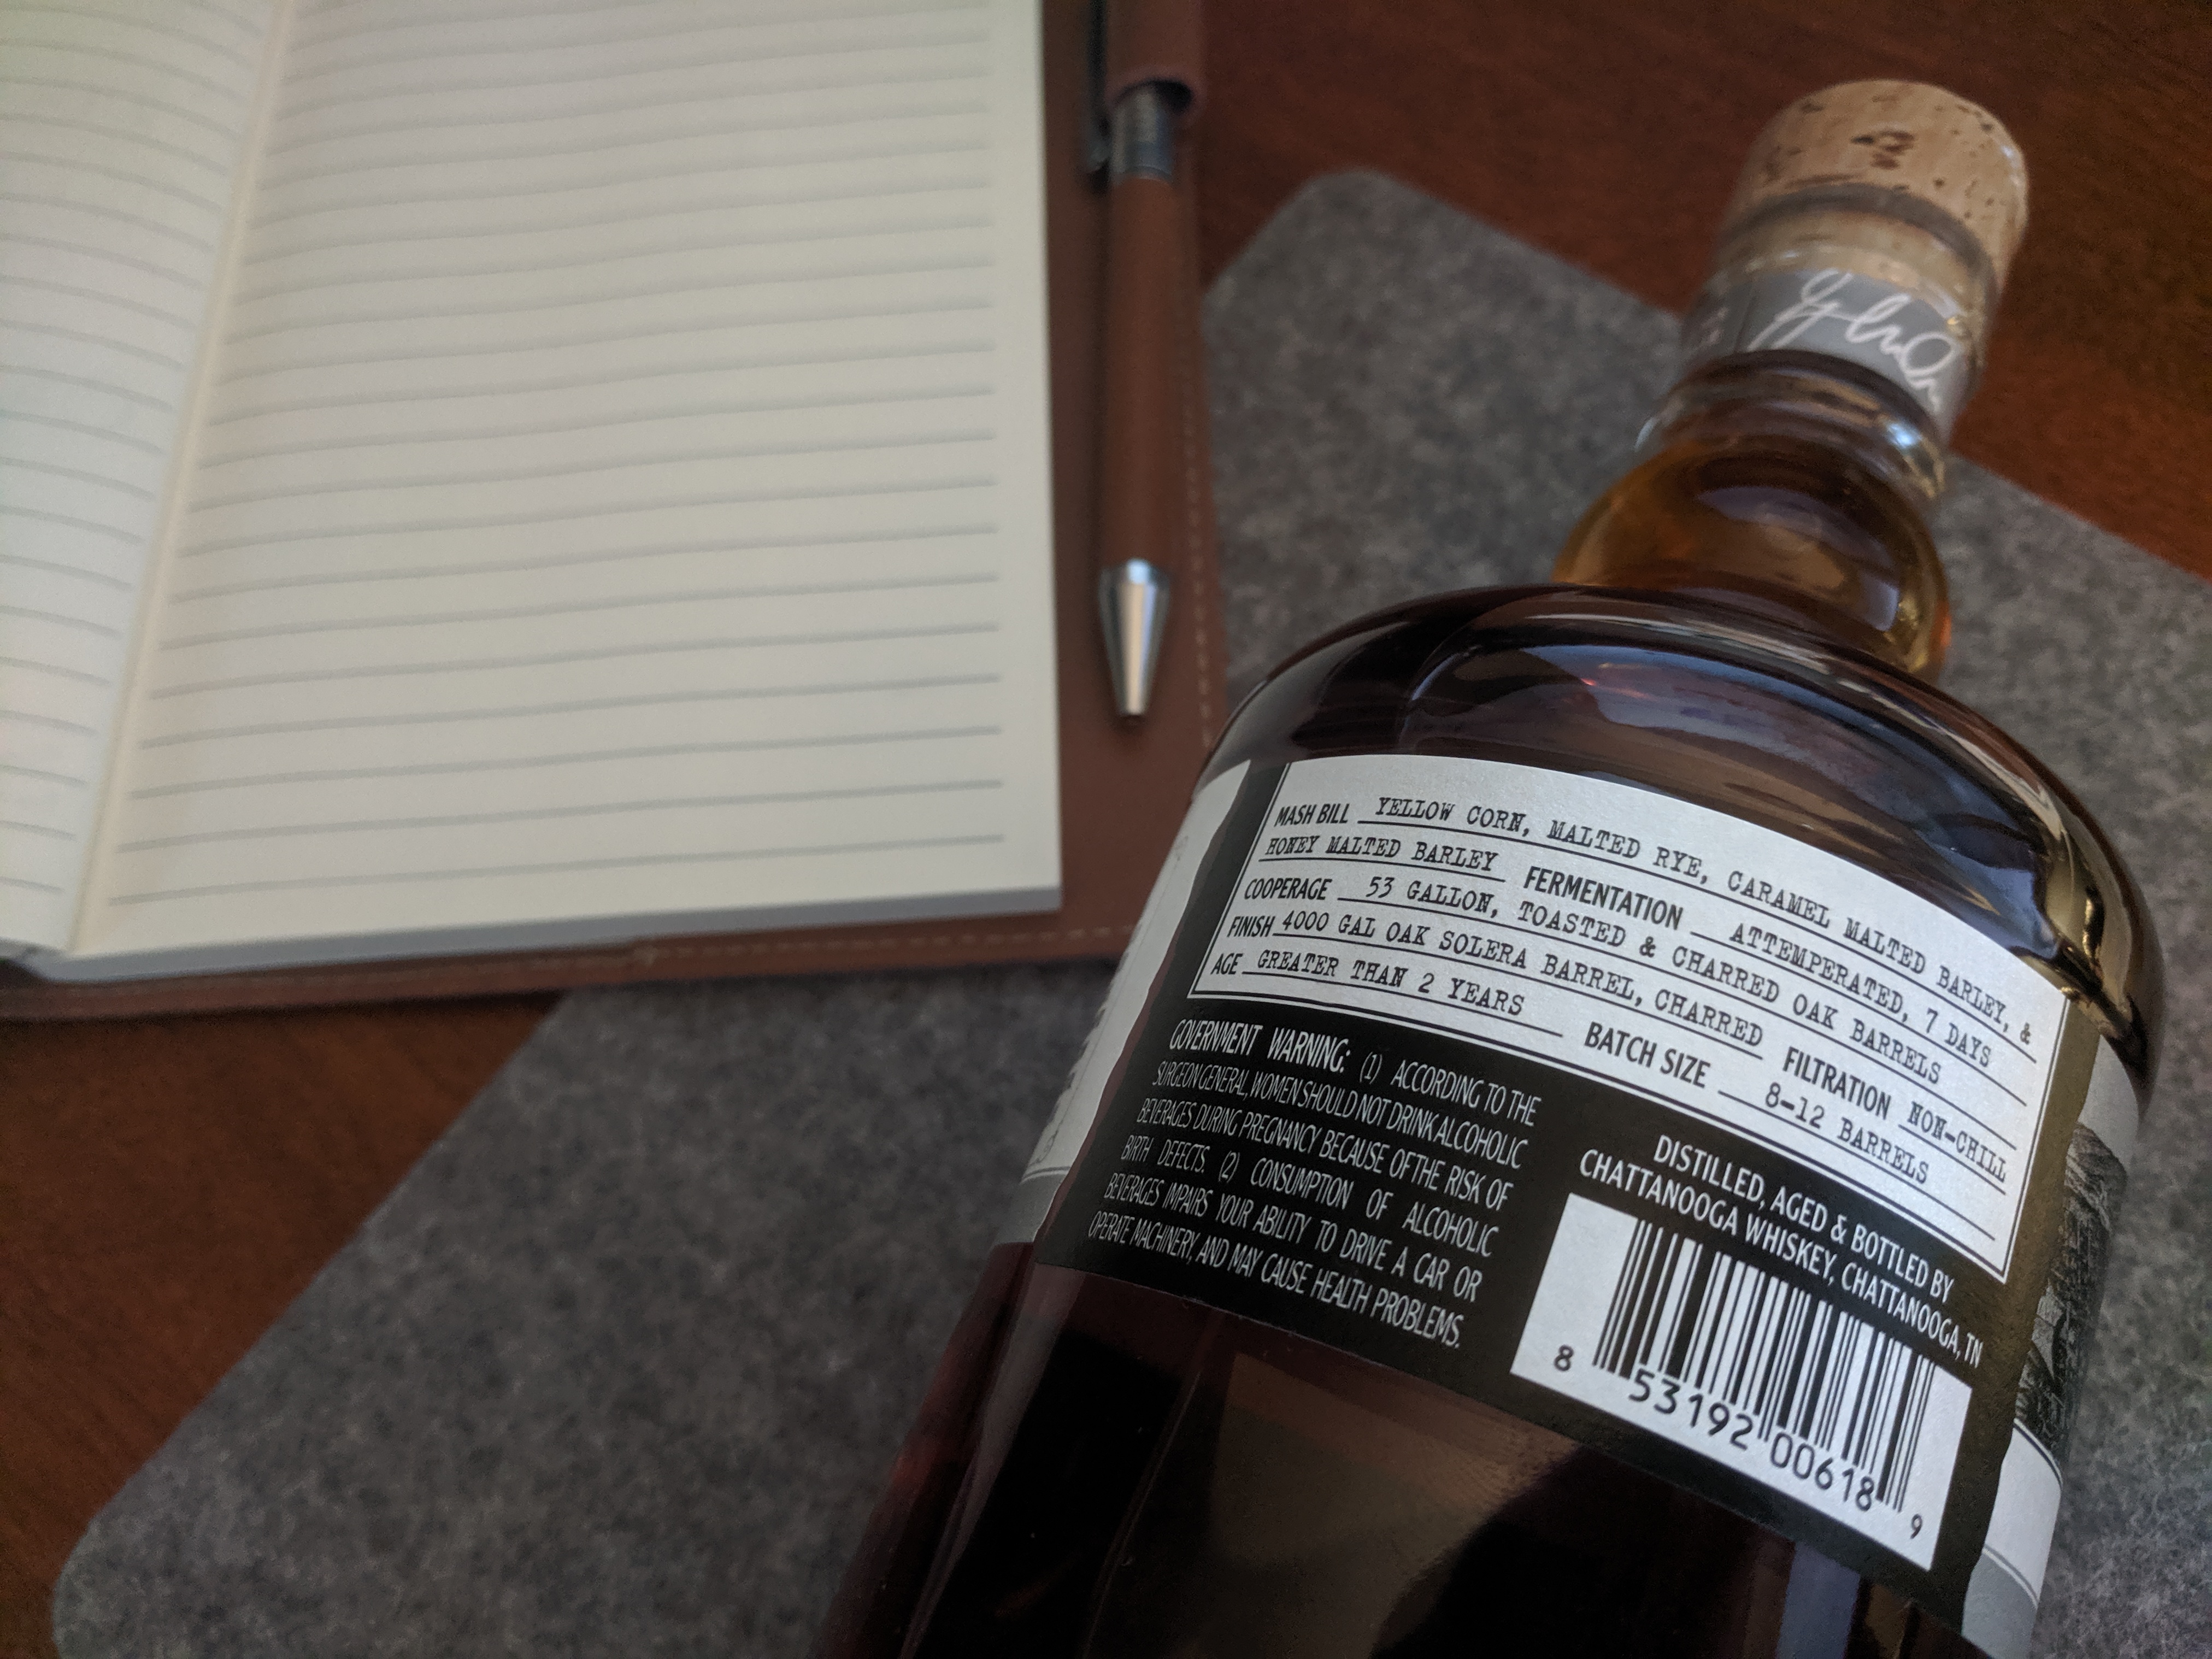 MASH BILL YELLOW CORN, MALTED RYE, CARAMEL MALTED BARLEY, &
HONEY MALTED BARLEY FERMENTATION ATTEMPERATED, 7 DAYS
COOPERAGE 53 GALLON, TOASTED & CHARRED OAK BARRELS
FINISH 4000 GAL OAK SOLERA BARREL, CHARRED FILTRATION NON-CHILL
AGE GREATER THAN 2 YEARS BATCH SIZE 8-12 BARRELS
GOVERNMENT WARNING: (1) ACCORDING TO THE
SURGEON GENERAL, WOMEN SHOULD NOT DRINK ALCOHOLIC
BEVERAGES DURING PREGNANCY BECAUSE OF THE RISK OF
BIRTH DEFECTS. (2) CONSUMPTION OF ALCOHOLIC
BEVERAGES IMPAIRS YOUR ABILITY TO DRIVE A CAR OR
OPERATE MACHINERY, AND MAY CAUSE HEALTH PROBLEMS.
DISTILLED, AGED & BOTTLED BY
CHATTANOOGA WHISKEY, CHATTANOOGA, TN
8 53192 00618 9